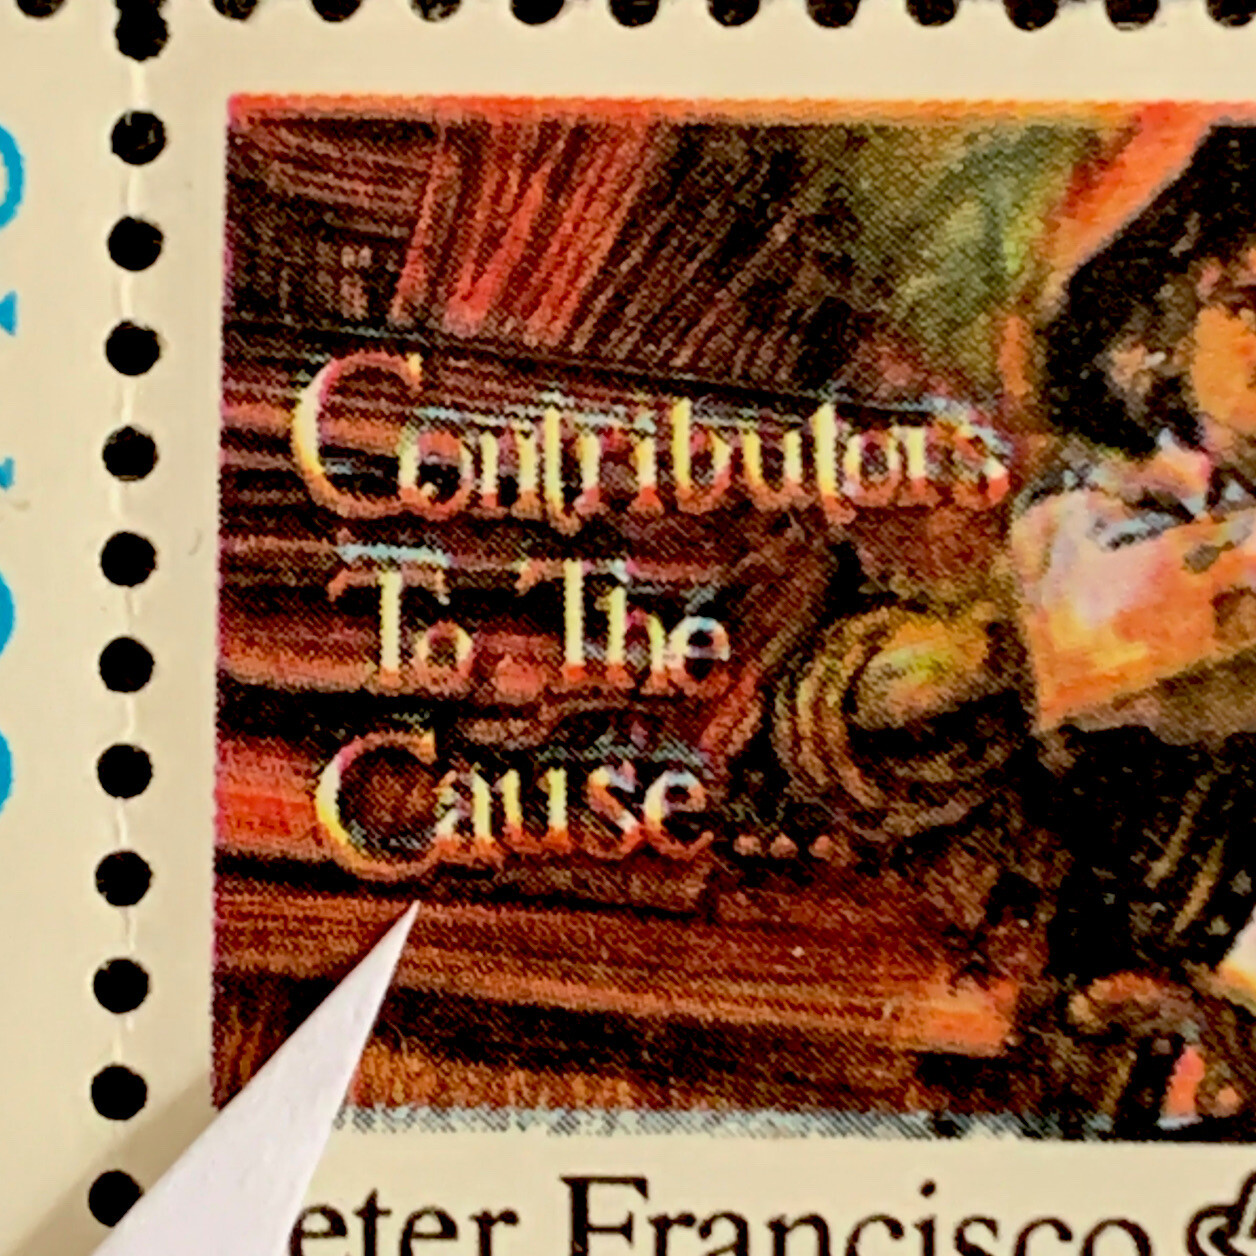 Contributors
To The
Cause...
eter Francisco